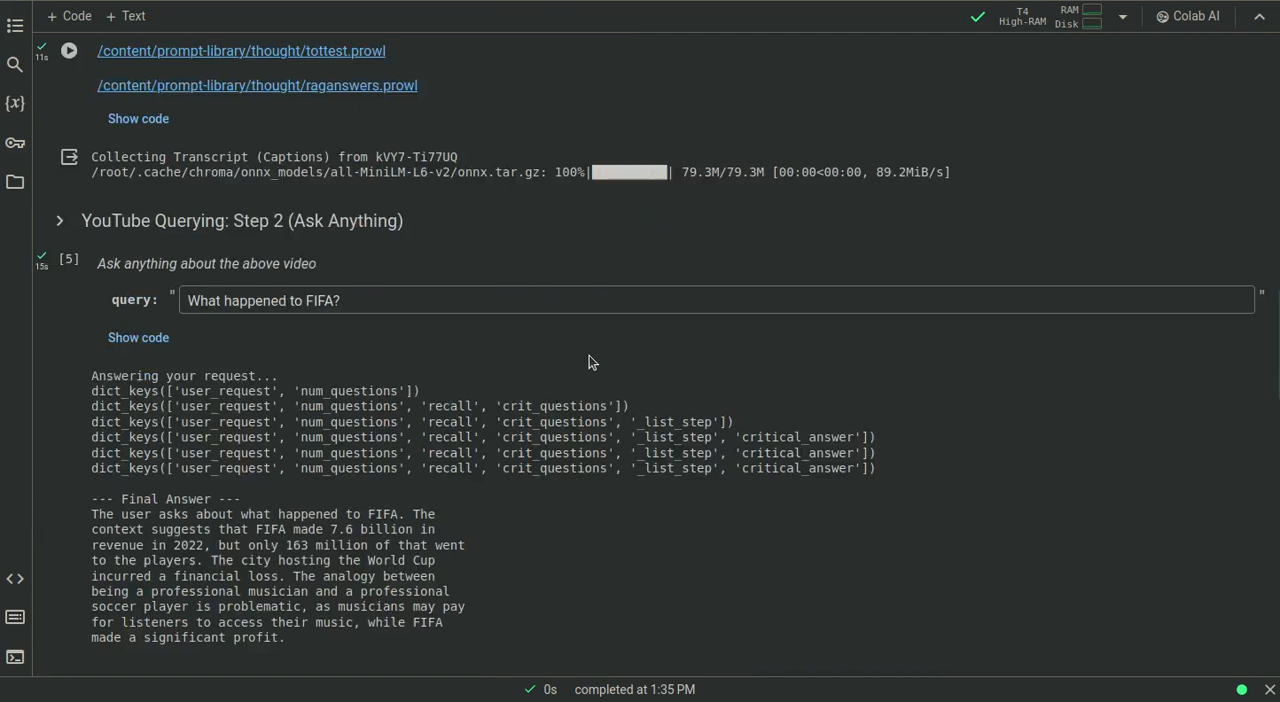 + Code + Text
T4
High-RAM
RAM
Disk
Colab AI
11s
/content/prompt-library/thought/tottest.prowl
/content/prompt-library/thought/raganswers.prowl
Show code
{x}
Collecting Transcript (Captions) from kVY7-Ti77UQ
/root/.cache/chroma/onnx_models/all-MiniLM-L6-v2/onnx.tar.gz: 100%|██████████| 79.3M/79.3M [00:00<00:00, 89.2MiB/s]
YouTube Querying: Step 2 (Ask Anything)
15s
[5]
Ask anything about the above video
query: "What happened to FIFA?"
Show code
Answering your request...
dict_keys(['user_request', 'num_questions'])
dict_keys(['user_request', 'num_questions', 'recall', 'crit_questions'])
dict_keys(['user_request', 'num_questions', 'recall', 'crit_questions', '_list_step'])
dict_keys(['user_request', 'num_questions', 'recall', 'crit_questions', '_list_step', 'critical_answer'])
dict_keys(['user_request', 'num_questions', 'recall', 'crit_questions', '_list_step', 'critical_answer'])
dict_keys(['user_request', 'num_questions', 'recall', 'crit_questions', '_list_step', 'critical_answer'])
--- Final Answer ---
The user asks about what happened to FIFA. The
context suggests that FIFA made 7.6 billion in
revenue in 2022, but only 163 million of that went
to the players. The city hosting the World Cup
incurred a financial loss. The analogy between
being a professional musician and a professional
soccer player is problematic, as musicians may pay
for listeners to access their music, while FIFA
made a significant profit.
0s completed at 1:35 PM